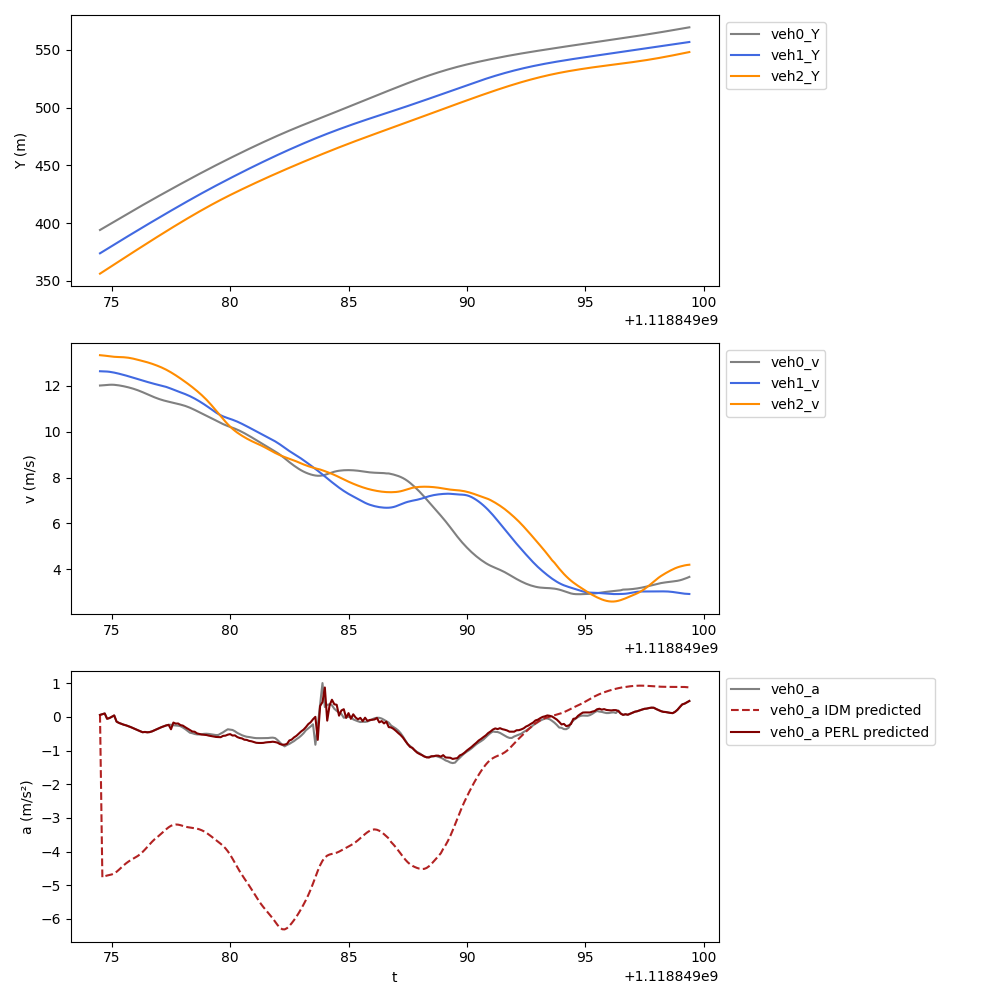 550
500
450
400
350
Y (m)
75 80 85 90 95 100
+1.118849e9
veh0_Y
veh1_Y
veh2_Y
12
10
8
6
4
v (m/s)
75 80 85 90 95 100
+1.118849e9
veh0_v
veh1_v
veh2_v
1
0
−1
−2
−3
−4
−5
−6
a (m/s²)
75 80 85 90 95 100
t
+1.118849e9
veh0_a
veh0_a IDM predicted
veh0_a PERL predicted